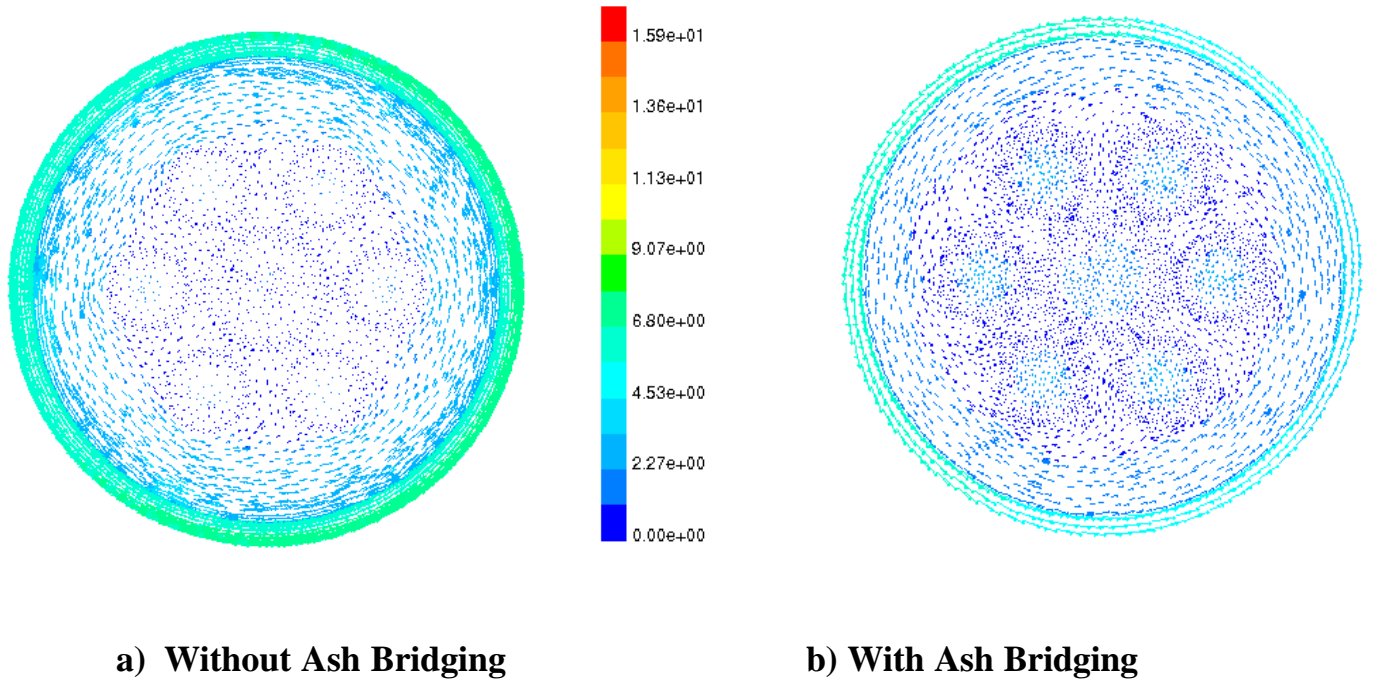 1.59e+01
1.36e+01
1.13e+01
9.07e+00
6.80e+00
4.53e+00
2.27e+00
0.00e+00
a) Without Ash Bridging
b) With Ash Bridging